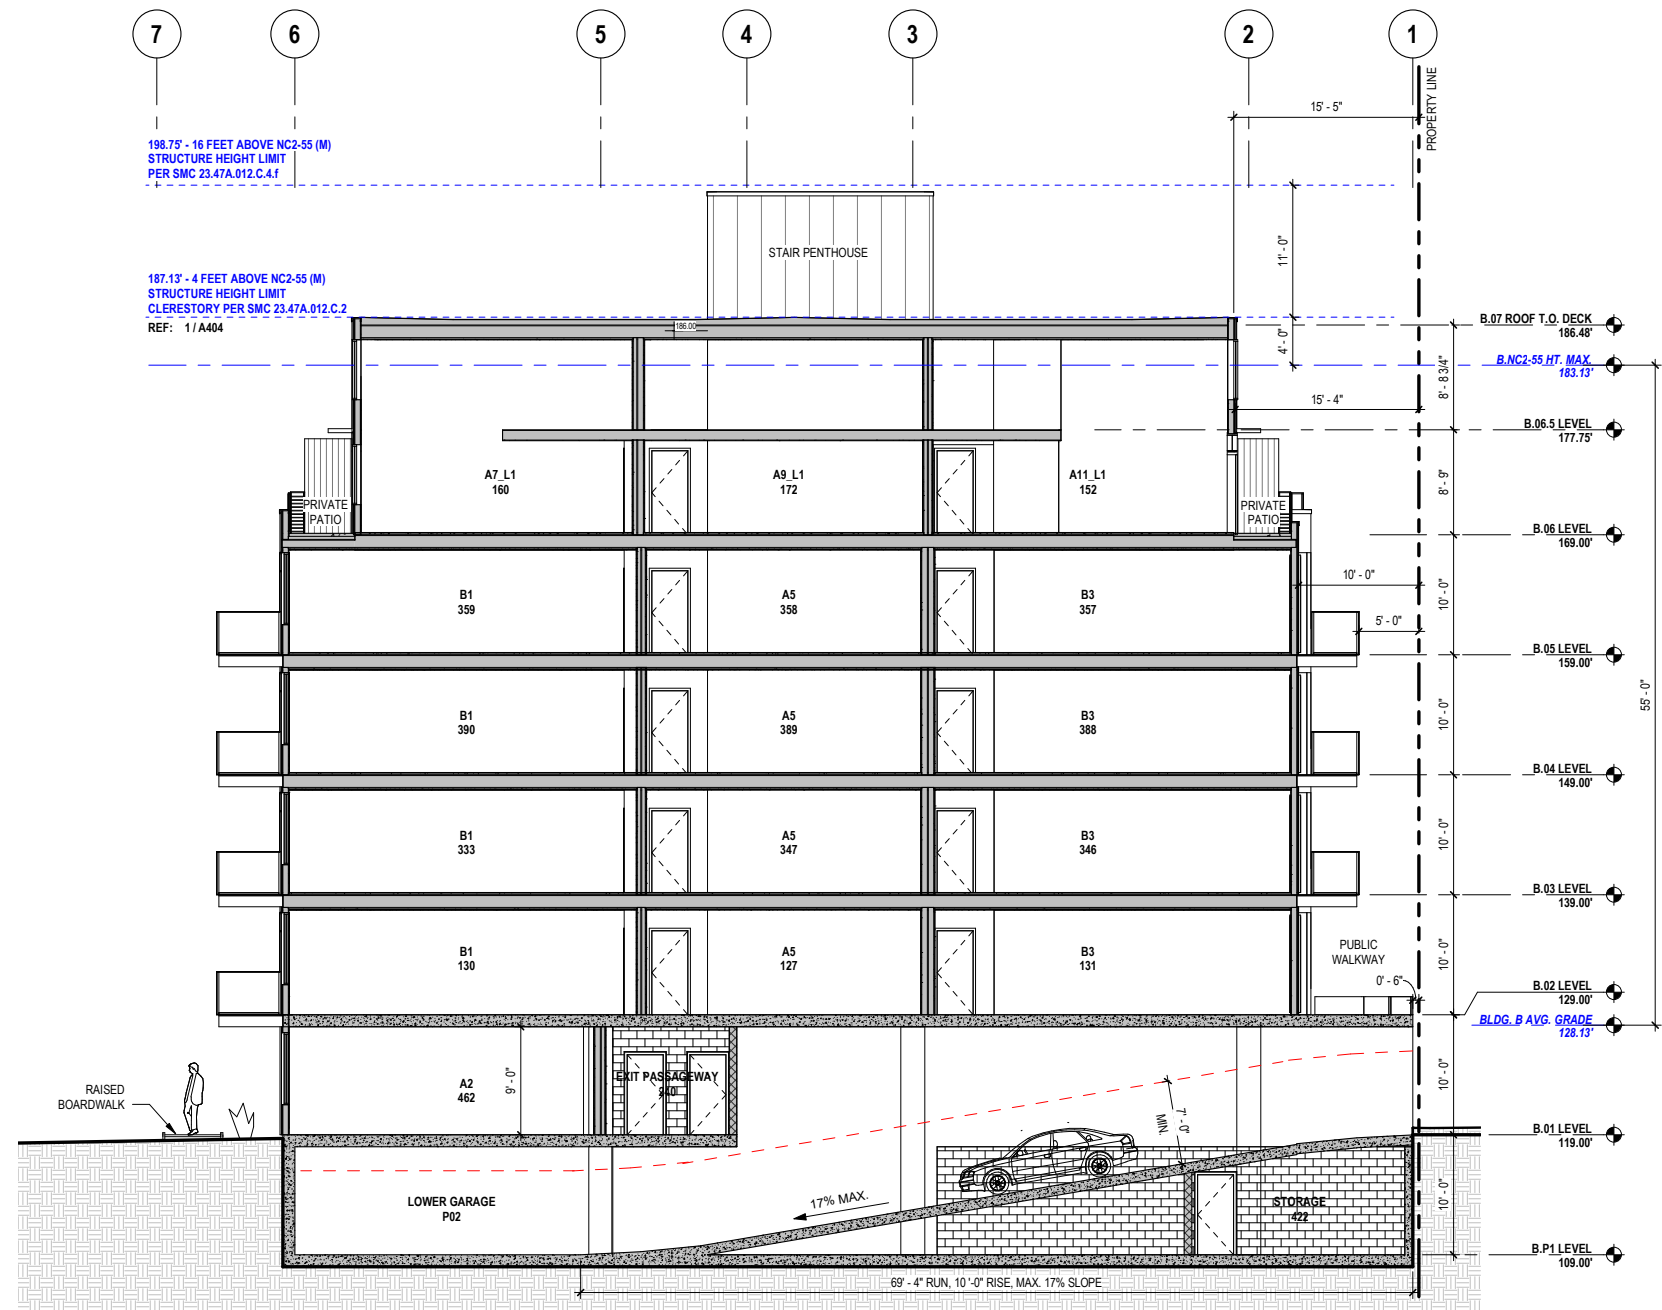 7
6
5
4
3
2
1
PROPERTY LINE
15' - 5"
198.75' - 16 FEET ABOVE NC2-55 (M)
STRUCTURE HEIGHT LIMIT
PER SMC 23.47A.012.C.4.f
STAIR PENTHOUSE
11' - 0"
187.13' - 4 FEET ABOVE NC2-55 (M)
STRUCTURE HEIGHT LIMIT
CLERESTORY PER SMC 23.47A.012.C.2
REF: 1 / A404
186.00
4' - 0"
B.07 ROOF T.O. DECK
186.48'
B.NC2-55 HT. MAX.
183.13'
8' - 8 3/4"
15' - 4"
B.06.5 LEVEL
177.75'
A7_L1
160
A9_L1
172
A11_L1
152
8' - 9"
PRIVATE
PATIO
PRIVATE
PATIO
B.06 LEVEL
169.00'
10' - 0"
B1
359
A5
358
B3
357
10' - 0"
5' - 0"
B.05 LEVEL
159.00'
55' - 0"
B1
390
A5
389
B3
388
10' - 0"
B.04 LEVEL
149.00'
B1
333
A5
347
B3
346
10' - 0"
B.03 LEVEL
139.00'
B1
130
A5
127
B3
131
PUBLIC
WALKWAY
10' - 0"
0' - 6"
B.02 LEVEL
129.00'
BLDG. B AVG. GRADE
128.13'
RAISED
BOARDWALK
A2
462
9' - 0"
EXIT PASSAGEWAY
240
10' - 0"
7' - 0"
MIN.
B.01 LEVEL
119.00'
LOWER GARAGE
P02
17% MAX.
STORAGE
422
10' - 0"
B.P1 LEVEL
109.00'
69' - 4" RUN, 10 '-0" RISE, MAX. 17% SLOPE